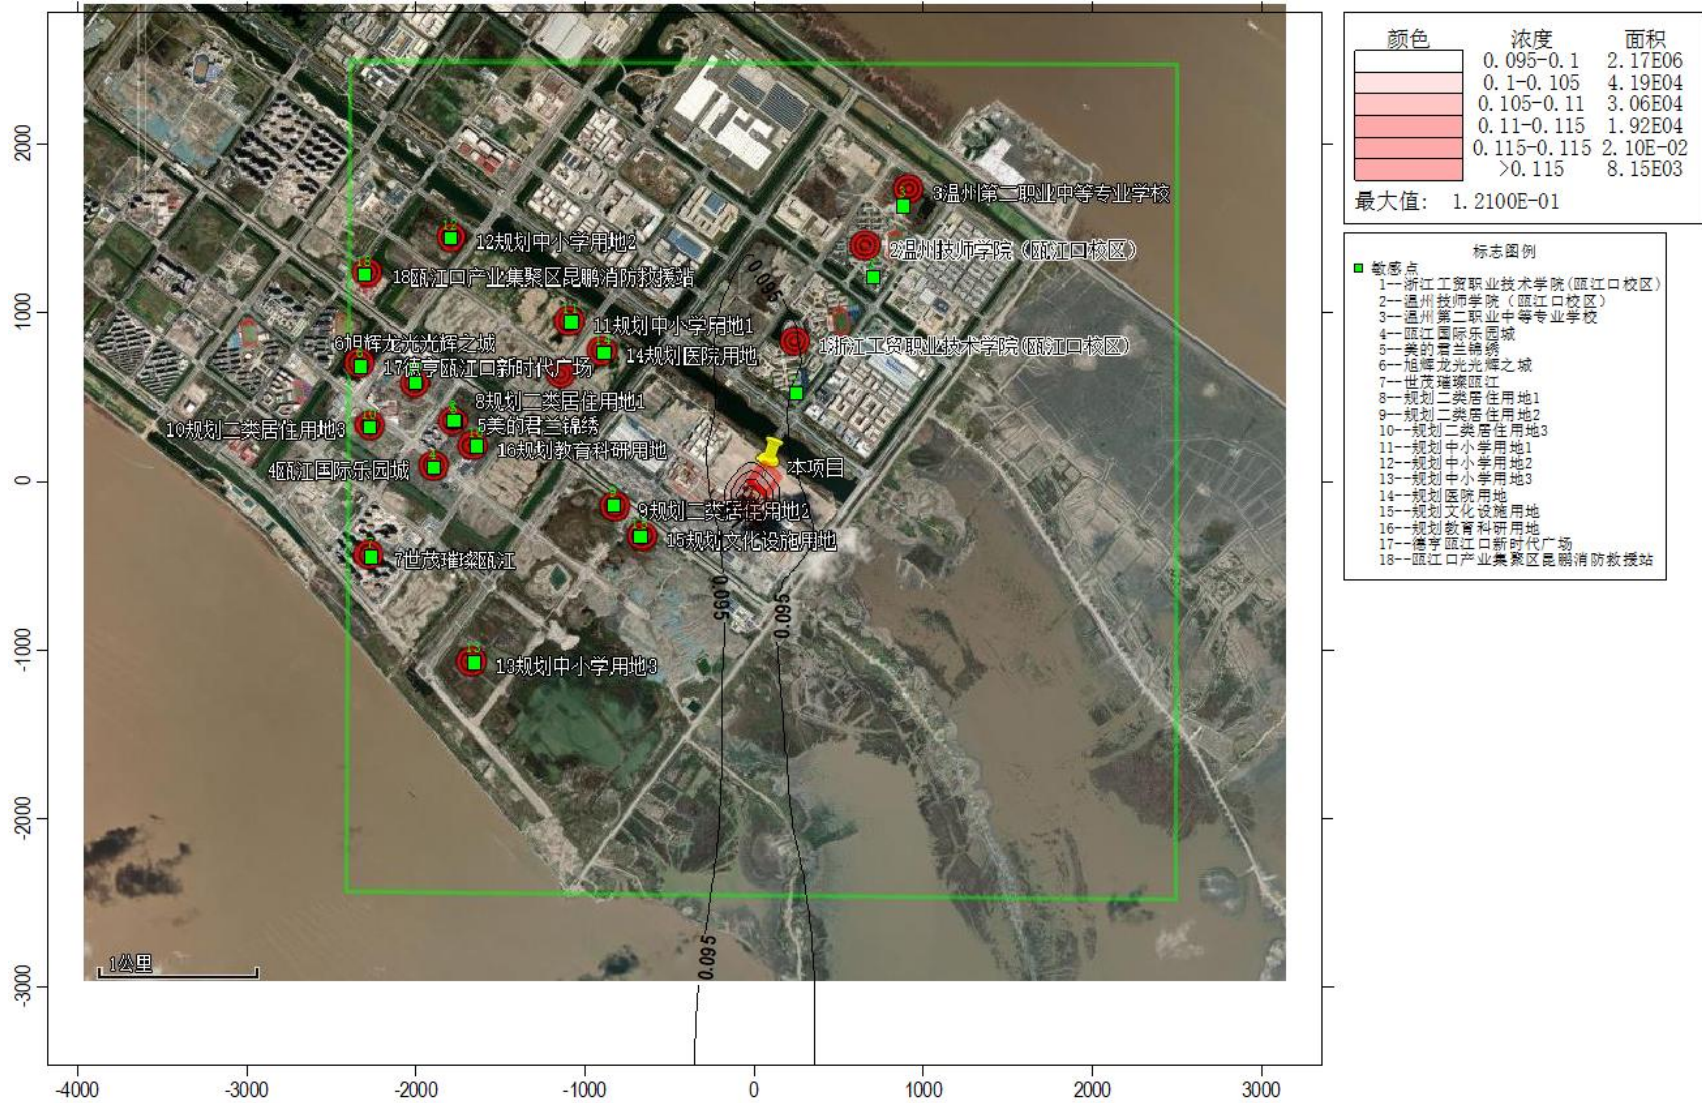 颜色 浓度 面积
0.095-0.1 2.17E06
0.1-0.105 4.19E04
0.105-0.11 3.06E04
0.11-0.115 1.92E04
0.115-0.115 2.10E-02
>0.115 8.15E03
最大值: 1.2100E-01
标志图例
敏感点
1--浙江工贸职业技术学院(瓯江口校区)
2--温州技师学院（瓯江口校区）
3--温州第二职业中等专业学校
4--瓯江国际乐园城
5--美的君兰锦绣
6--旭辉龙光光辉之城
7--世茂璀璨瓯江
8--规划二类居住用地1
9--规划二类居住用地2
10--规划二类居住用地3
11--规划中小学用地1
12--规划中小学用地2
13--规划中小学用地3
14--规划医院用地
15--规划文化设施用地
16--规划教育科研用地
17--德亨瓯江口新时代广场
18--瓯江口产业集聚区昆鹏消防救援站
2000
1000
0
-1000
-2000
-3000
3温州第二职业中等专业学校
12规划中小学用地2
2温州技师学院（瓯江口校区）
18瓯江口产业集聚区昆鹏消防救援站
0.095
11规划中小学用地1
6旭辉龙光光辉之城
1浙江工贸职业技术学院(瓯江口校区)
14规划医院用地
17德亨瓯江口新时代广场
8规划二类居住用地1
10规划二类居住用地3
5美的君兰锦绣
16规划教育科研用地
4瓯江国际乐园城
本项目
9规划二类居住用地2
15规划文化设施用地
7世茂璀璨瓯江
0.095
0.095
13规划中小学用地3
0.095
1公里
-4000 -3000 -2000 -1000 0 1000 2000 3000